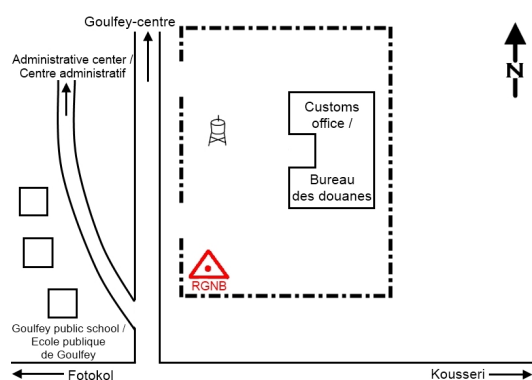 Goulfey-centre
Administrative center /
Centre administratif
N
Customs
office /
Bureau
des douanes
RGNB
Goulfey public school /
Ecole publique
de Goulfey
Fotokol
Kousseri